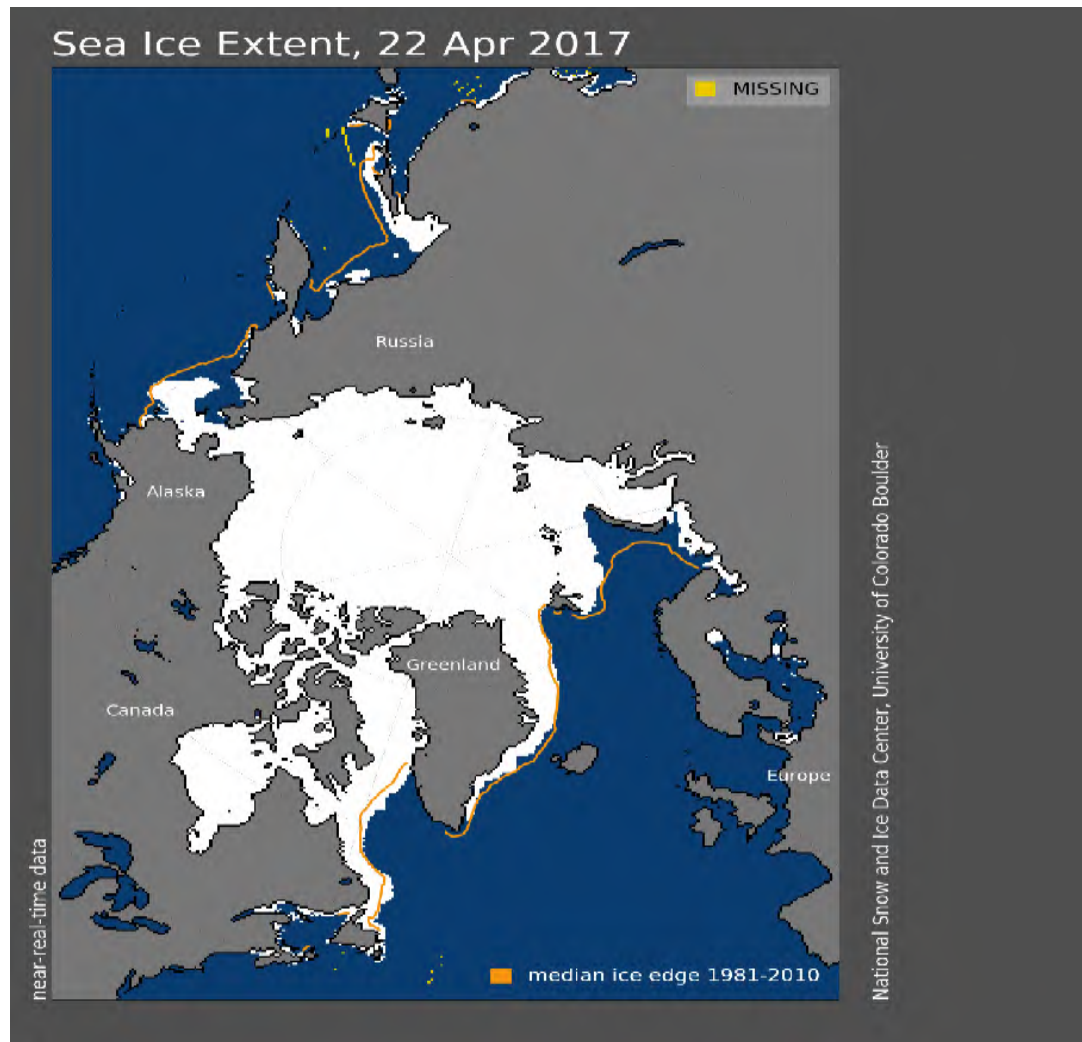 Sea Ice Extent, 22 Apr 2017
MISSING
Russia
Alaska
Greenland
Canada
Europe
near-real-time data
National Snow and Ice Data Center, University of Colorado Boulder
median ice edge 1981-2010